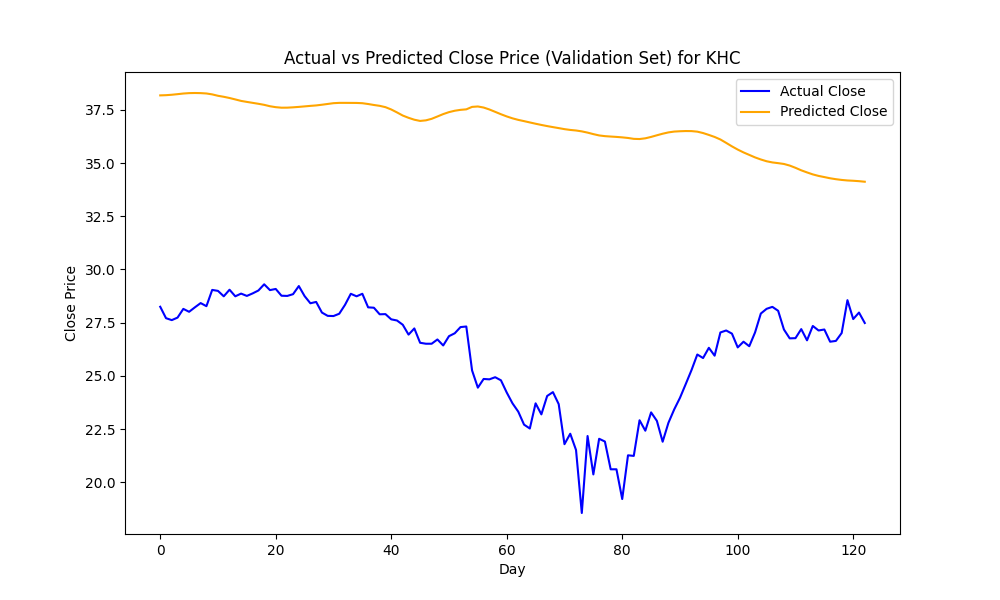 Actual vs Predicted Close Price (Validation Set) for KHC
Actual Close
Predicted Close
Close Price
37.5
35.0
32.5
30.0
27.5
25.0
22.5
20.0
0 20 40 60 80 100 120
Day